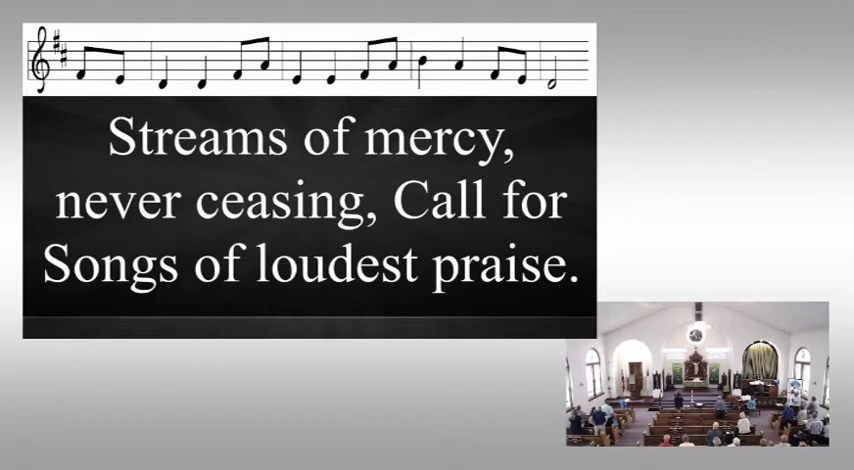 Streams of mercy,
never ceasing, Call for
Songs of loudest praise.